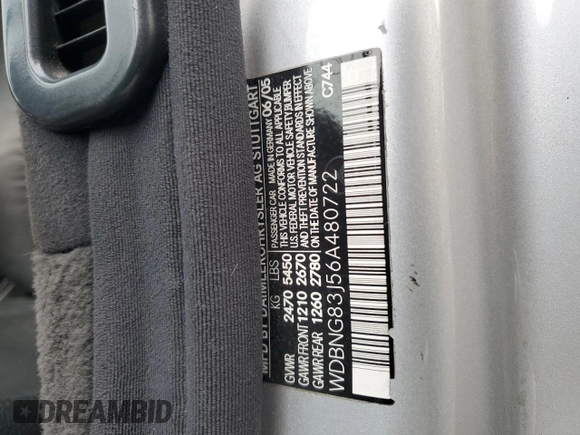 MFD BY DAIMLERCHRYSLER AG STUTTGART
PASSENGER CAR MADE IN GERMANY 06/05
THIS VEHICLE CONFORMS TO ALL APPLICABLE
U.S. FEDERAL MOTOR VEHICLE SAFETY, BUMPER
AND THEFT PREVENTION STANDARDS IN EFFECT
ON THE DATE OF MANUFACTURE SHOWN ABOVE
KG LBS
GVWR 2470 5450
GAWR FRONT 1210 2670
GAWR REAR 1260 2780
C744
WDBNG83J56A480722
DREAMBID